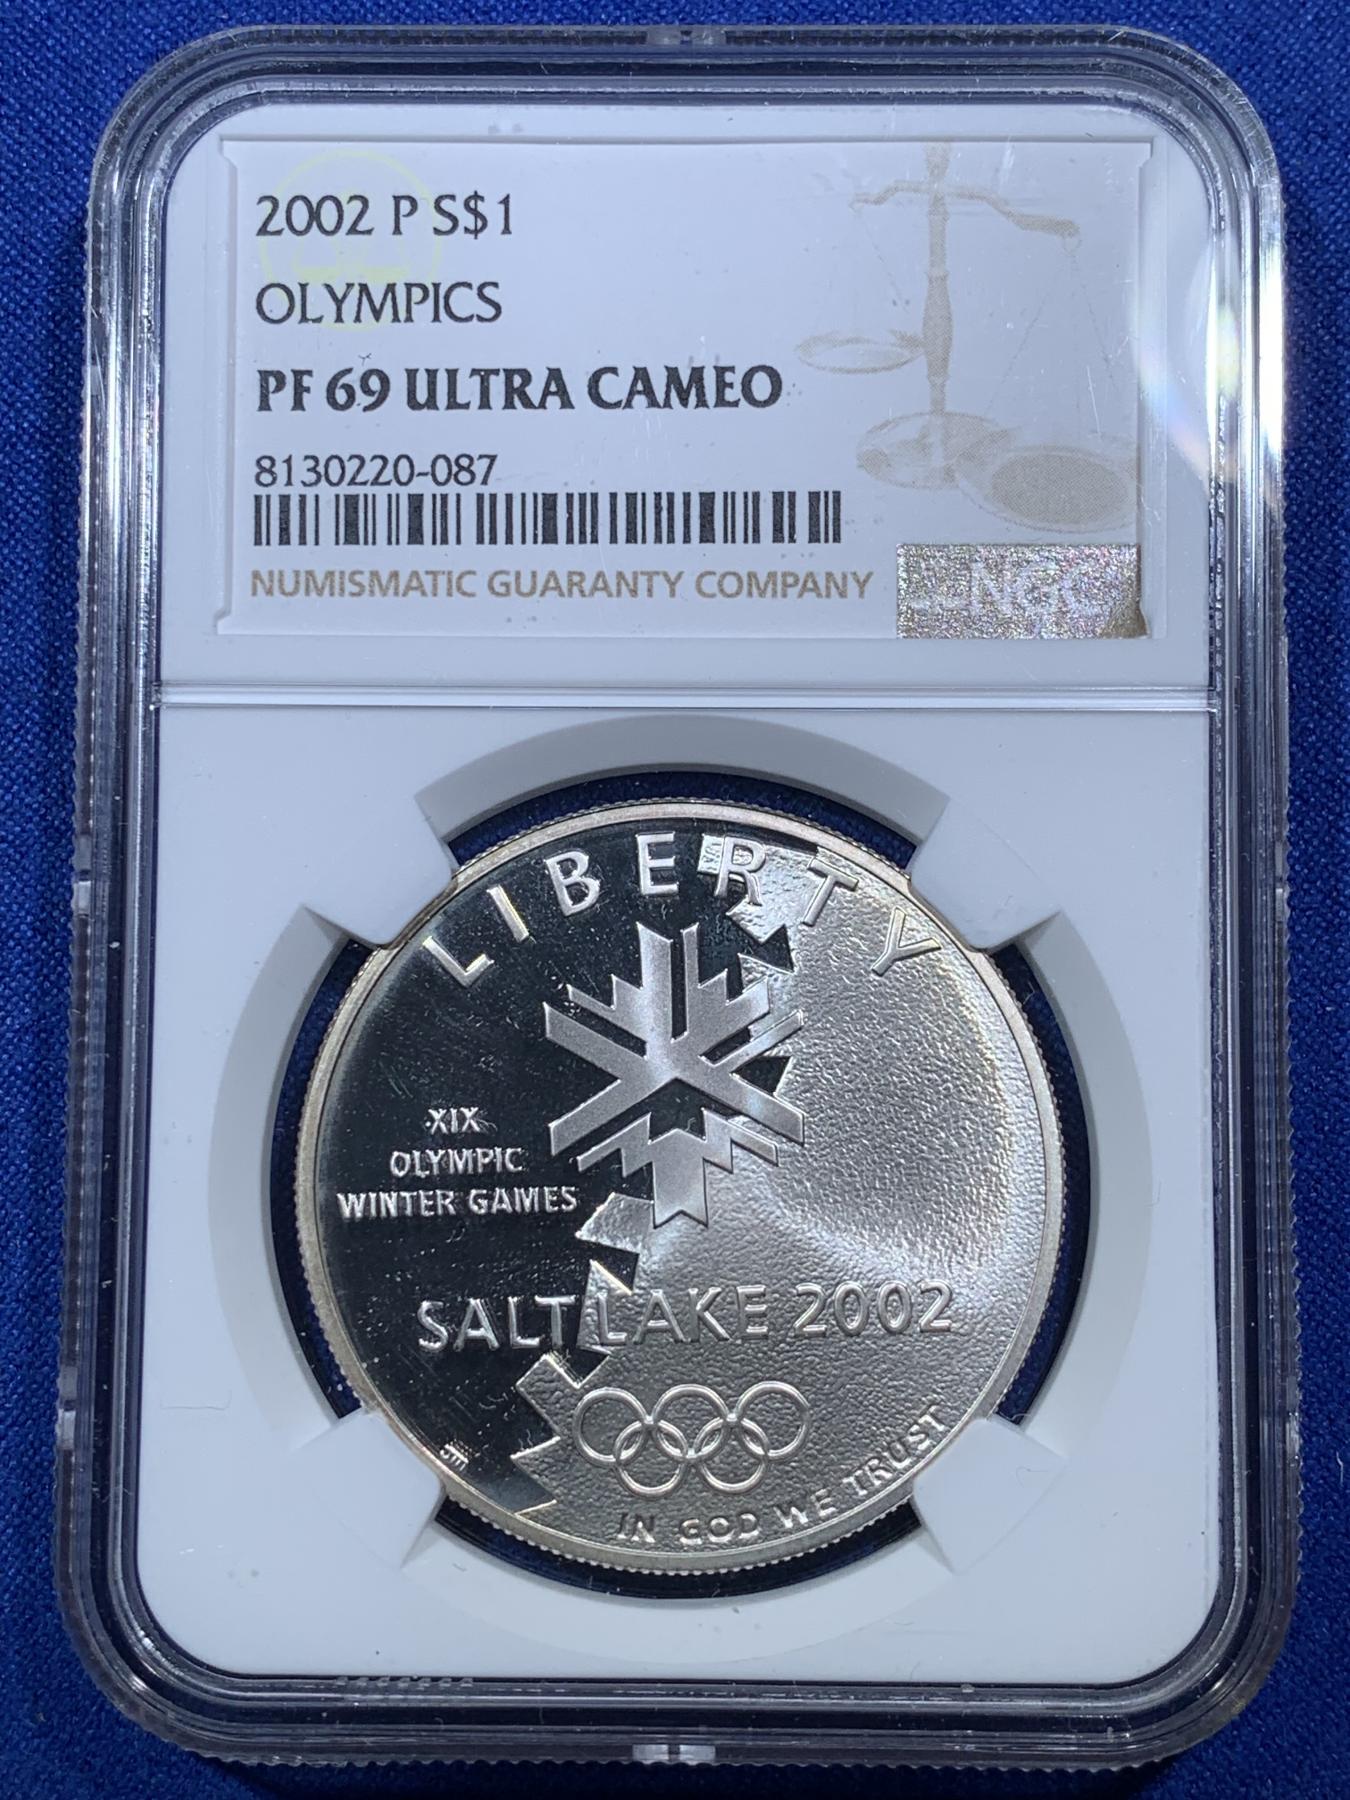 2002 P S$1
OLYMPICS
PF 69 ULTRA CAMEO
8130220-087
NUMISMATIC GUARANTY COMPANY
NGC
LIBERTY
XIX
OLYMPIC
WINTER GAMES
SALT LAKE 2002
IN GOD WE TRUST